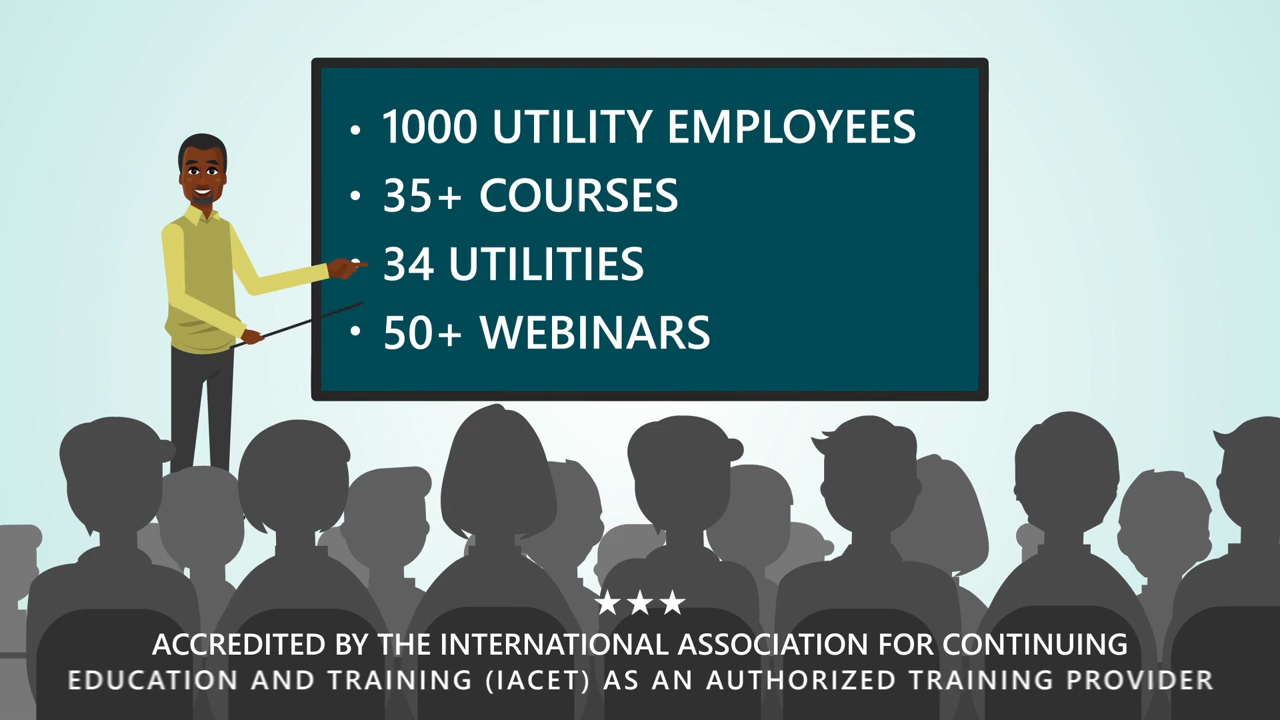 • 1000 UTILITY EMPLOYEES
• 35+ COURSES
• 34 UTILITIES
• 50+ WEBINARS
ACCREDITED BY THE INTERNATIONAL ASSOCIATION FOR CONTINUING
EDUCATION AND TRAINING (IACET) AS AN AUTHORIZED TRAINING PROVIDER